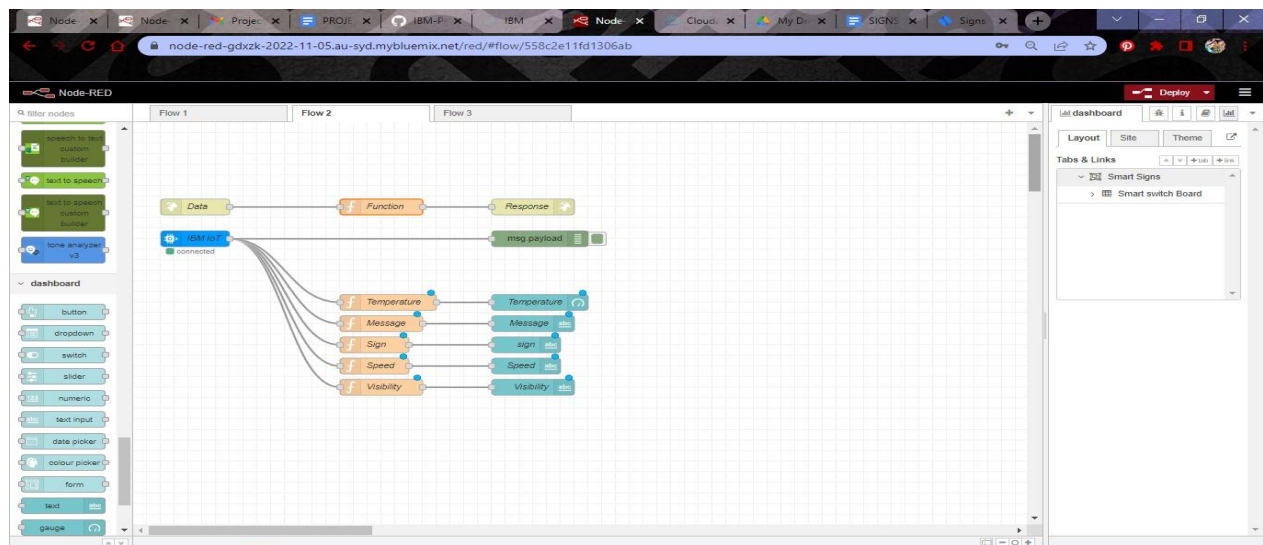 Node- Node- Projec PROJE IBM-P IBM Node- Cloud My D SIGNS Signs
node-red-gdxzk-2022-11-05.au-syd.mybluemix.net/red/#flow/558c2e11fd1306ab
Node-RED Deploy
filter nodes Flow 1 Flow 2 Flow 3 dashboard
speech to text custom builder
Layout Site Theme
Tabs & Links + tab + link
text to speech
Smart Signs
text to speech custom builder
Smart switch Board
Data Function Response
tone analyzer v3
IBM IoT msg.payload
connected
dashboard
Temperature Temperature
button
Message Message
dropdown
Sign sign
switch
Speed Speed
slider
Visibility Visibility
numeric
text input
date picker
colour picker
form
text abc
gauge